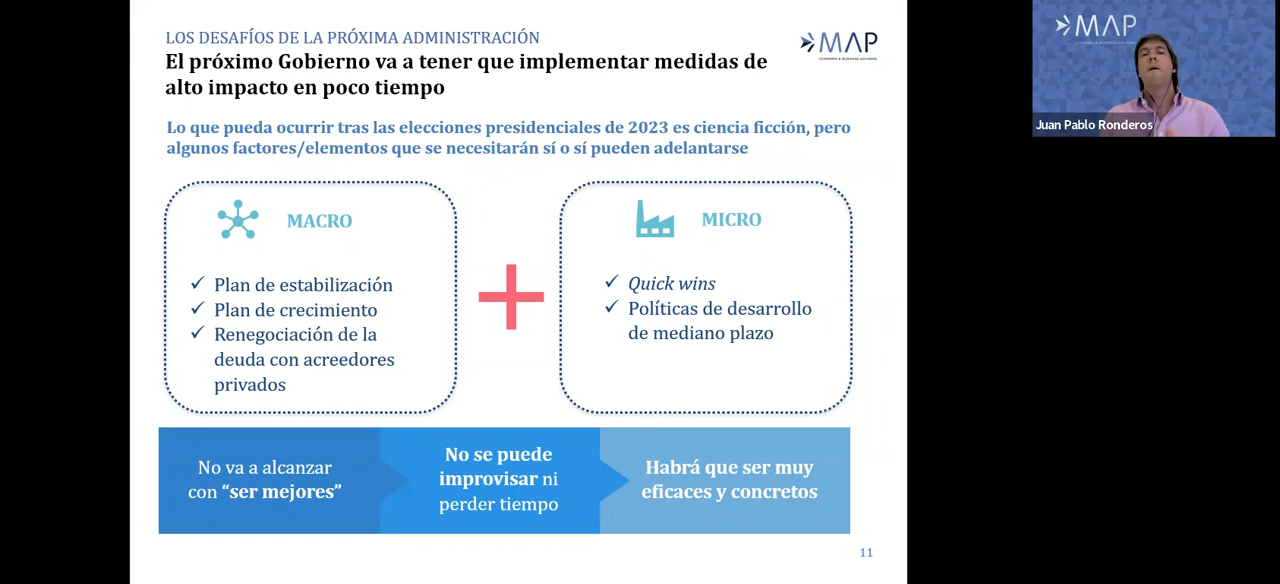 LOS DESAFÍOS DE LA PRÓXIMA ADMINISTRACIÓN
El próximo Gobierno va a tener que implementar medidas de
alto impacto en poco tiempo
MAP
ECONOMIC & BUSINESS ADVISORS
Lo que pueda ocurrir tras las elecciones presidenciales de 2023 es ciencia ficción, pero
algunos factores/elementos que se necesitarán sí o sí pueden adelantarse
MACRO
✓ Plan de estabilización
✓ Plan de crecimiento
✓ Renegociación de la
deuda con acreedores
privados
MICRO
✓ Quick wins
✓ Políticas de desarrollo
de mediano plazo
No va a alcanzar
con “ser mejores”
No se puede
improvisar ni
perder tiempo
Habrá que ser muy
eficaces y concretos
11
MAP
Juan Pablo Ronderos